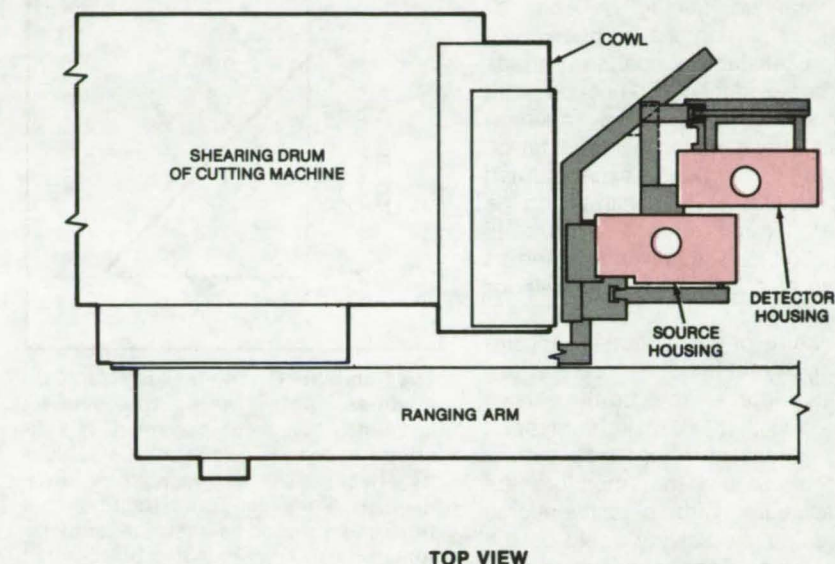 COWL
SHEARING DRUM
OF CUTTING MACHINE
DETECTOR
HOUSING
SOURCE
HOUSING
RANGING ARM
TOP VIEW